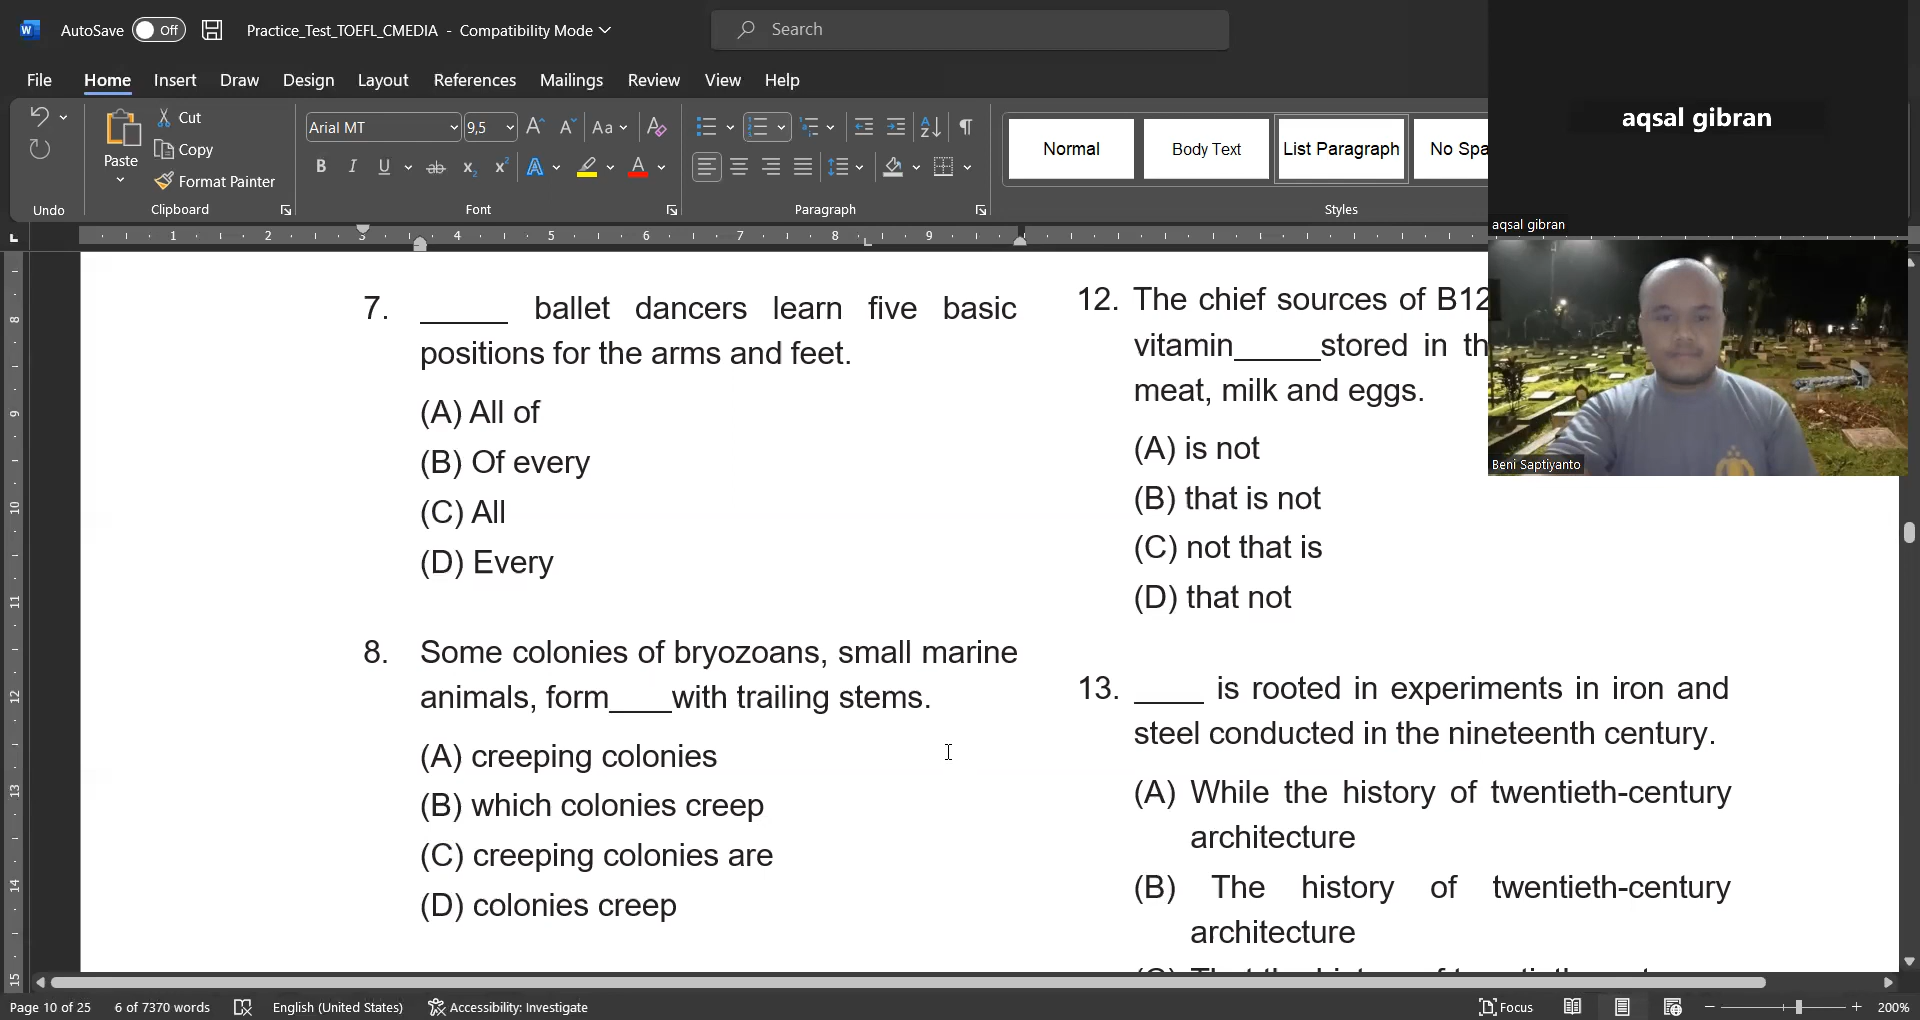 AutoSave Off Practice_Test_TOEFL_CMEDIA - Compatibility Mode Search
File Home Insert Draw Design Layout References Mailings Review View Help
Paste Cut Copy Format Painter
Arial MT 9,5
Normal Body Text List Paragraph No Spa
Undo Clipboard Font Paragraph Styles
aqsal gibran
aqsal gibran
Beni Saptiyanto
7. _____ ballet dancers learn five basic
positions for the arms and feet.
(A) All of
(B) Of every
(C) All
(D) Every
8. Some colonies of bryozoans, small marine
animals, form____with trailing stems.
(A) creeping colonies
(B) which colonies creep
(C) creeping colonies are
(D) colonies creep
12. The chief sources of B12
vitamin_____stored in th
meat, milk and eggs.
(A) is not
(B) that is not
(C) not that is
(D) that not
13. ____ is rooted in experiments in iron and
steel conducted in the nineteenth century.
(A) While the history of twentieth-century
architecture
(B) The history of twentieth-century
architecture
Page 10 of 25 6 of 7370 words English (United States) Accessibility: Investigate Focus 200%